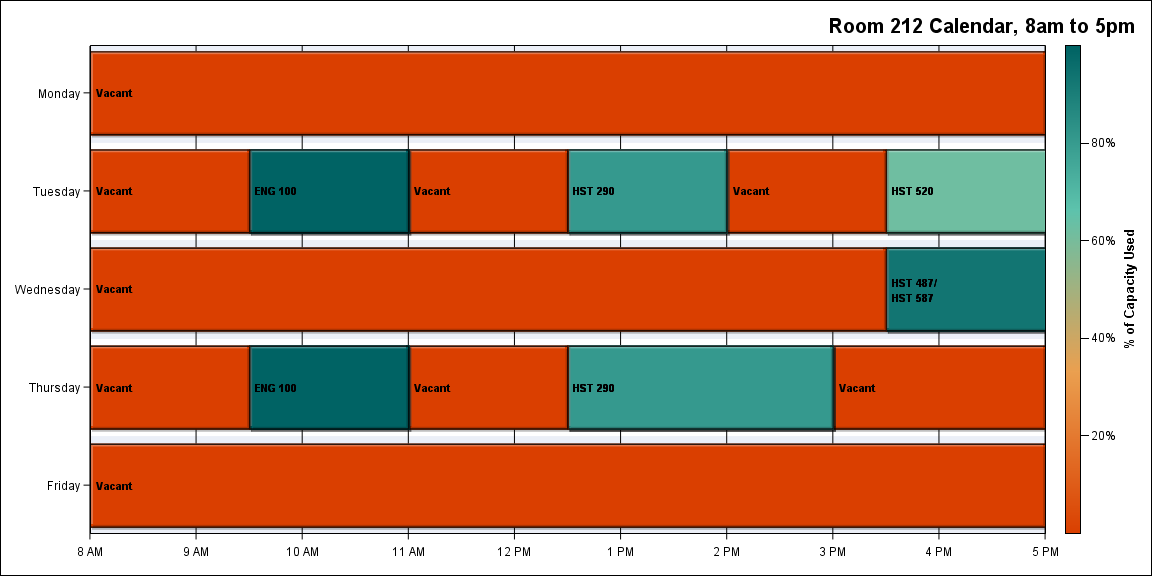 Room 212 Calendar, 8am to 5pm
Monday
Vacant
Tuesday
Vacant
ENG 100
Vacant
HST 290
Vacant
HST 520
Wednesday
Vacant
HST 487/
HST 587
Thursday
Vacant
ENG 100
Vacant
HST 290
Vacant
Friday
Vacant
8 AM
9 AM
10 AM
11 AM
12 PM
1 PM
2 PM
3 PM
4 PM
5 PM
80%
60%
40%
20%
% of Capacity Used